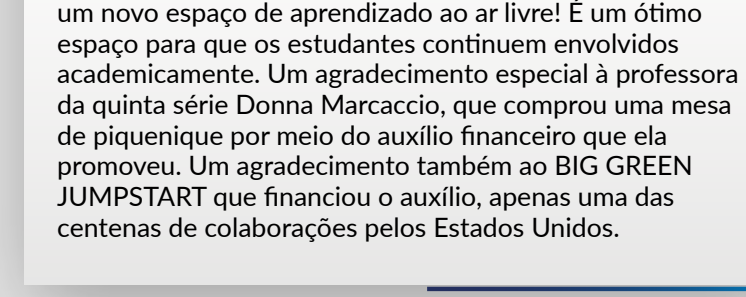 um novo espaço de aprendizado ao ar livre! É um ótimo
espaço para que os estudantes continuem envolvidos
academicamente. Um agradecimento especial à professora
da quinta série Donna Marcaccio, que comprou uma mesa
de piquenique por meio do auxílio financeiro que ela
promoveu. Um agradecimento também ao BIG GREEN
JUMPSTART que financiou o auxílio, apenas uma das
centenas de colaborações pelos Estados Unidos.